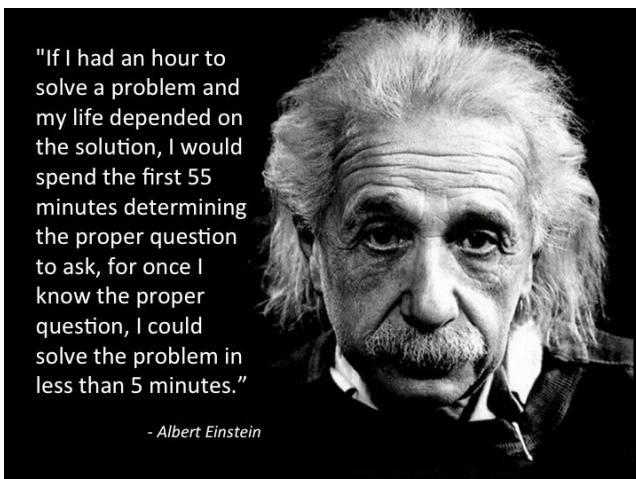 "If I had an hour to
solve a problem and
my life depended on
the solution, I would
spend the first 55
minutes determining
the proper question
to ask, for once I
know the proper
question, I could
solve the problem in
less than 5 minutes.”
- Albert Einstein